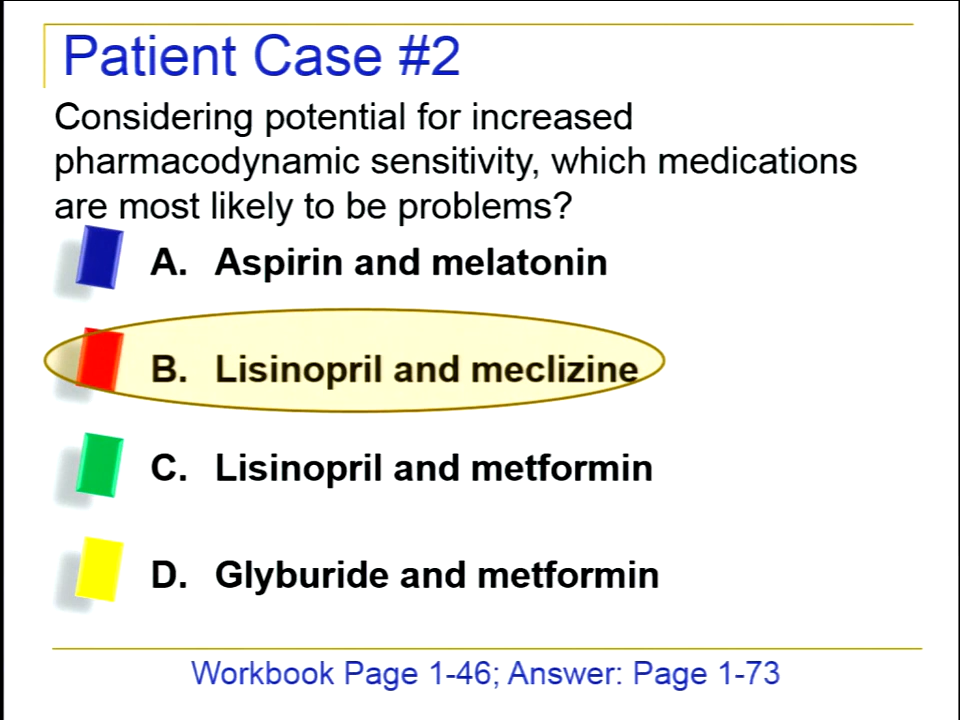 Patient Case #2
Considering potential for increased
pharmacodynamic sensitivity, which medications
are most likely to be problems?
A. Aspirin and melatonin
B. Lisinopril and meclizine
C. Lisinopril and metformin
D. Glyburide and metformin
Workbook Page 1-46; Answer: Page 1-73